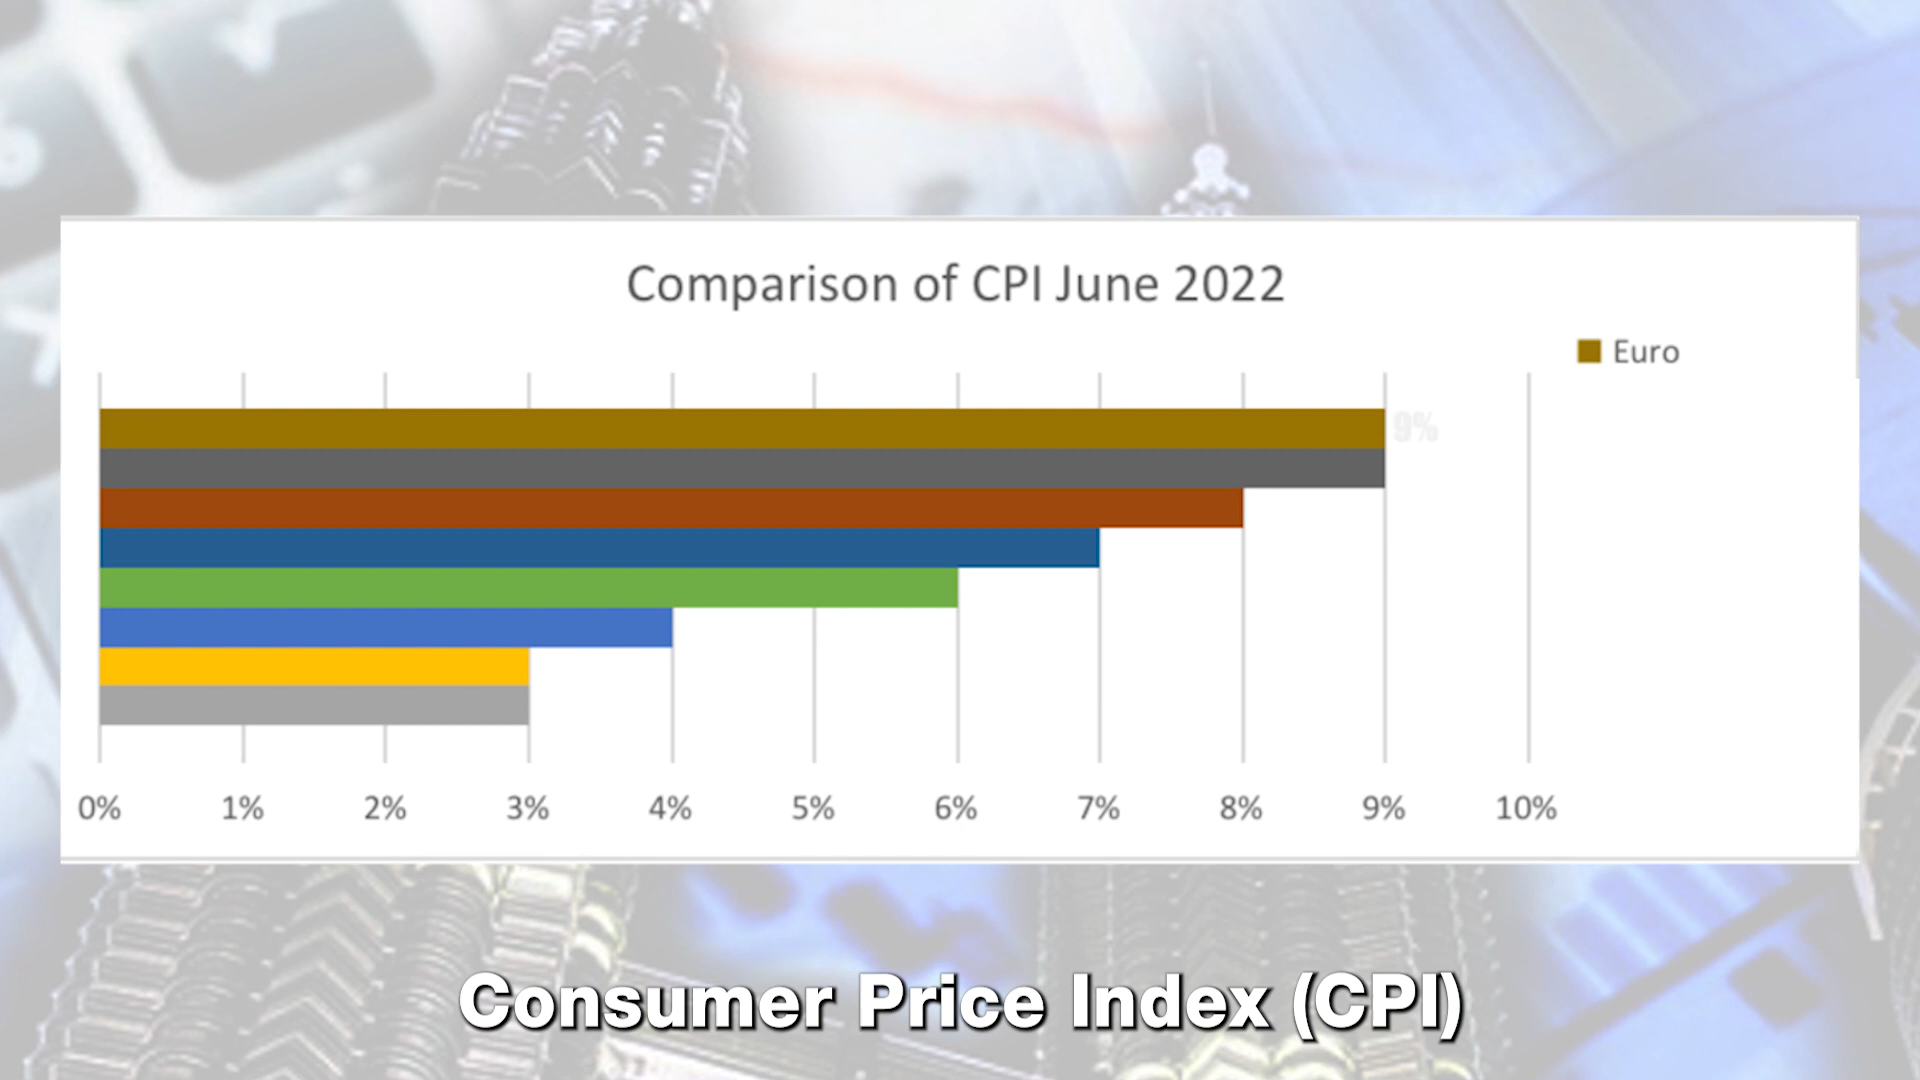 Comparison of CPI June 2022
Euro
9%
0% 1% 2% 3% 4% 5% 6% 7% 8% 9% 10%
Consumer Price Index (CPI)